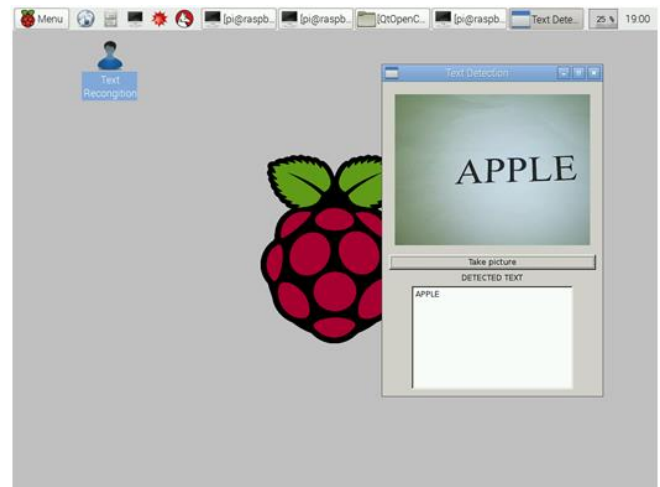 Menu
[pi@raspb...
[pi@raspb...
[QtOpenC...
[pi@raspb...
Text Dete...
25 %
19:00
Text
Recongition
Text Detection
APPLE
Take picture
DETECTED TEXT
APPLE